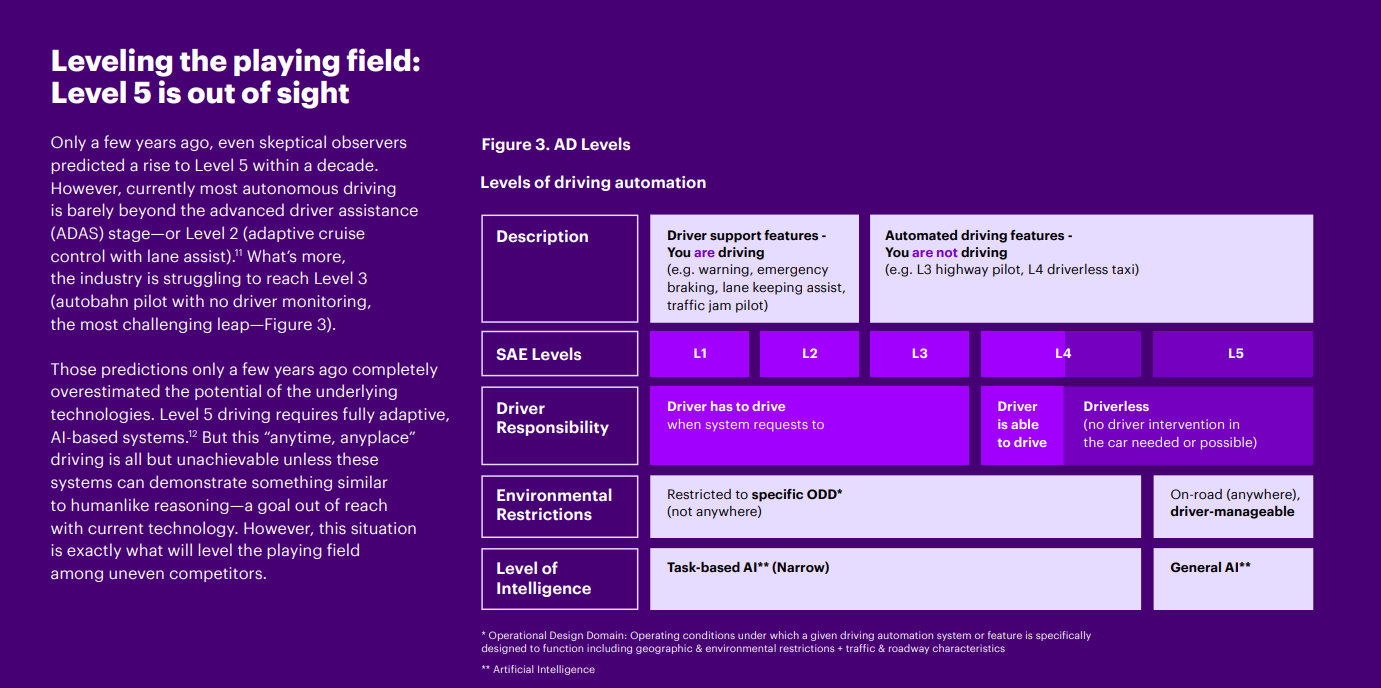 Leveling the playing field:
Level 5 is out of sight
Only a few years ago, even skeptical observers
predicted a rise to Level 5 within a decade.
However, currently most autonomous driving
is barely beyond the advanced driver assistance
(ADAS) stage—or Level 2 (adaptive cruise
control with lane assist).¹¹ What’s more,
the industry is struggling to reach Level 3
(autobahn pilot with no driver monitoring,
the most challenging leap—Figure 3).
Those predictions only a few years ago completely
overestimated the potential of the underlying
technologies. Level 5 driving requires fully adaptive,
AI-based systems.¹² But this “anytime, anyplace”
driving is all but unachievable unless these
systems can demonstrate something similar
to humanlike reasoning—a goal out of reach
with current technology. However, this situation
is exactly what will level the playing field
among uneven competitors.
Figure 3. AD Levels
Levels of driving automation
Description
Driver support features -
You are driving
(e.g. warning, emergency
braking, lane keeping assist,
traffic jam pilot)
Automated driving features -
You are not driving
(e.g. L3 highway pilot, L4 driverless taxi)
SAE Levels
L1
L2
L3
L4
L5
Driver
Responsibility
Driver has to drive
when system requests to
Driver
is able
to drive
Driverless
(no driver intervention in
the car needed or possible)
Environmental
Restrictions
Restricted to specific ODD*
(not anywhere)
On-road (anywhere),
driver-manageable
Level of
Intelligence
Task-based AI** (Narrow)
General AI**
* Operational Design Domain: Operating conditions under which a given driving automation system or feature is specifically
designed to function including geographic & environmental restrictions + traffic & roadway characteristics
** Artificial Intelligence